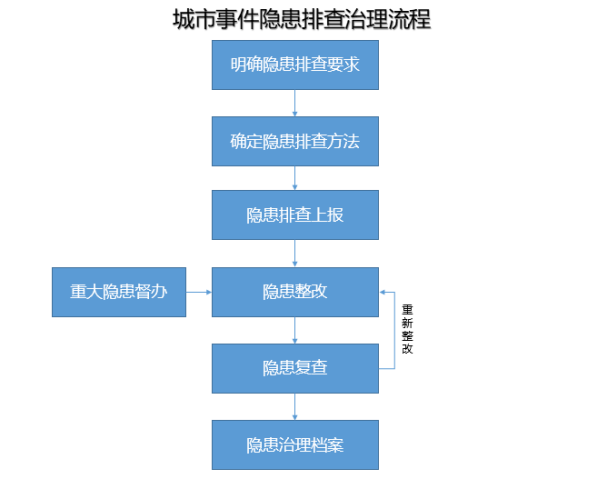 城市事件隐患排查治理流程
明确隐患排查要求
确定隐患排查方法
隐患排查上报
重大隐患督办
隐患整改
重新整改
隐患复查
隐患治理档案